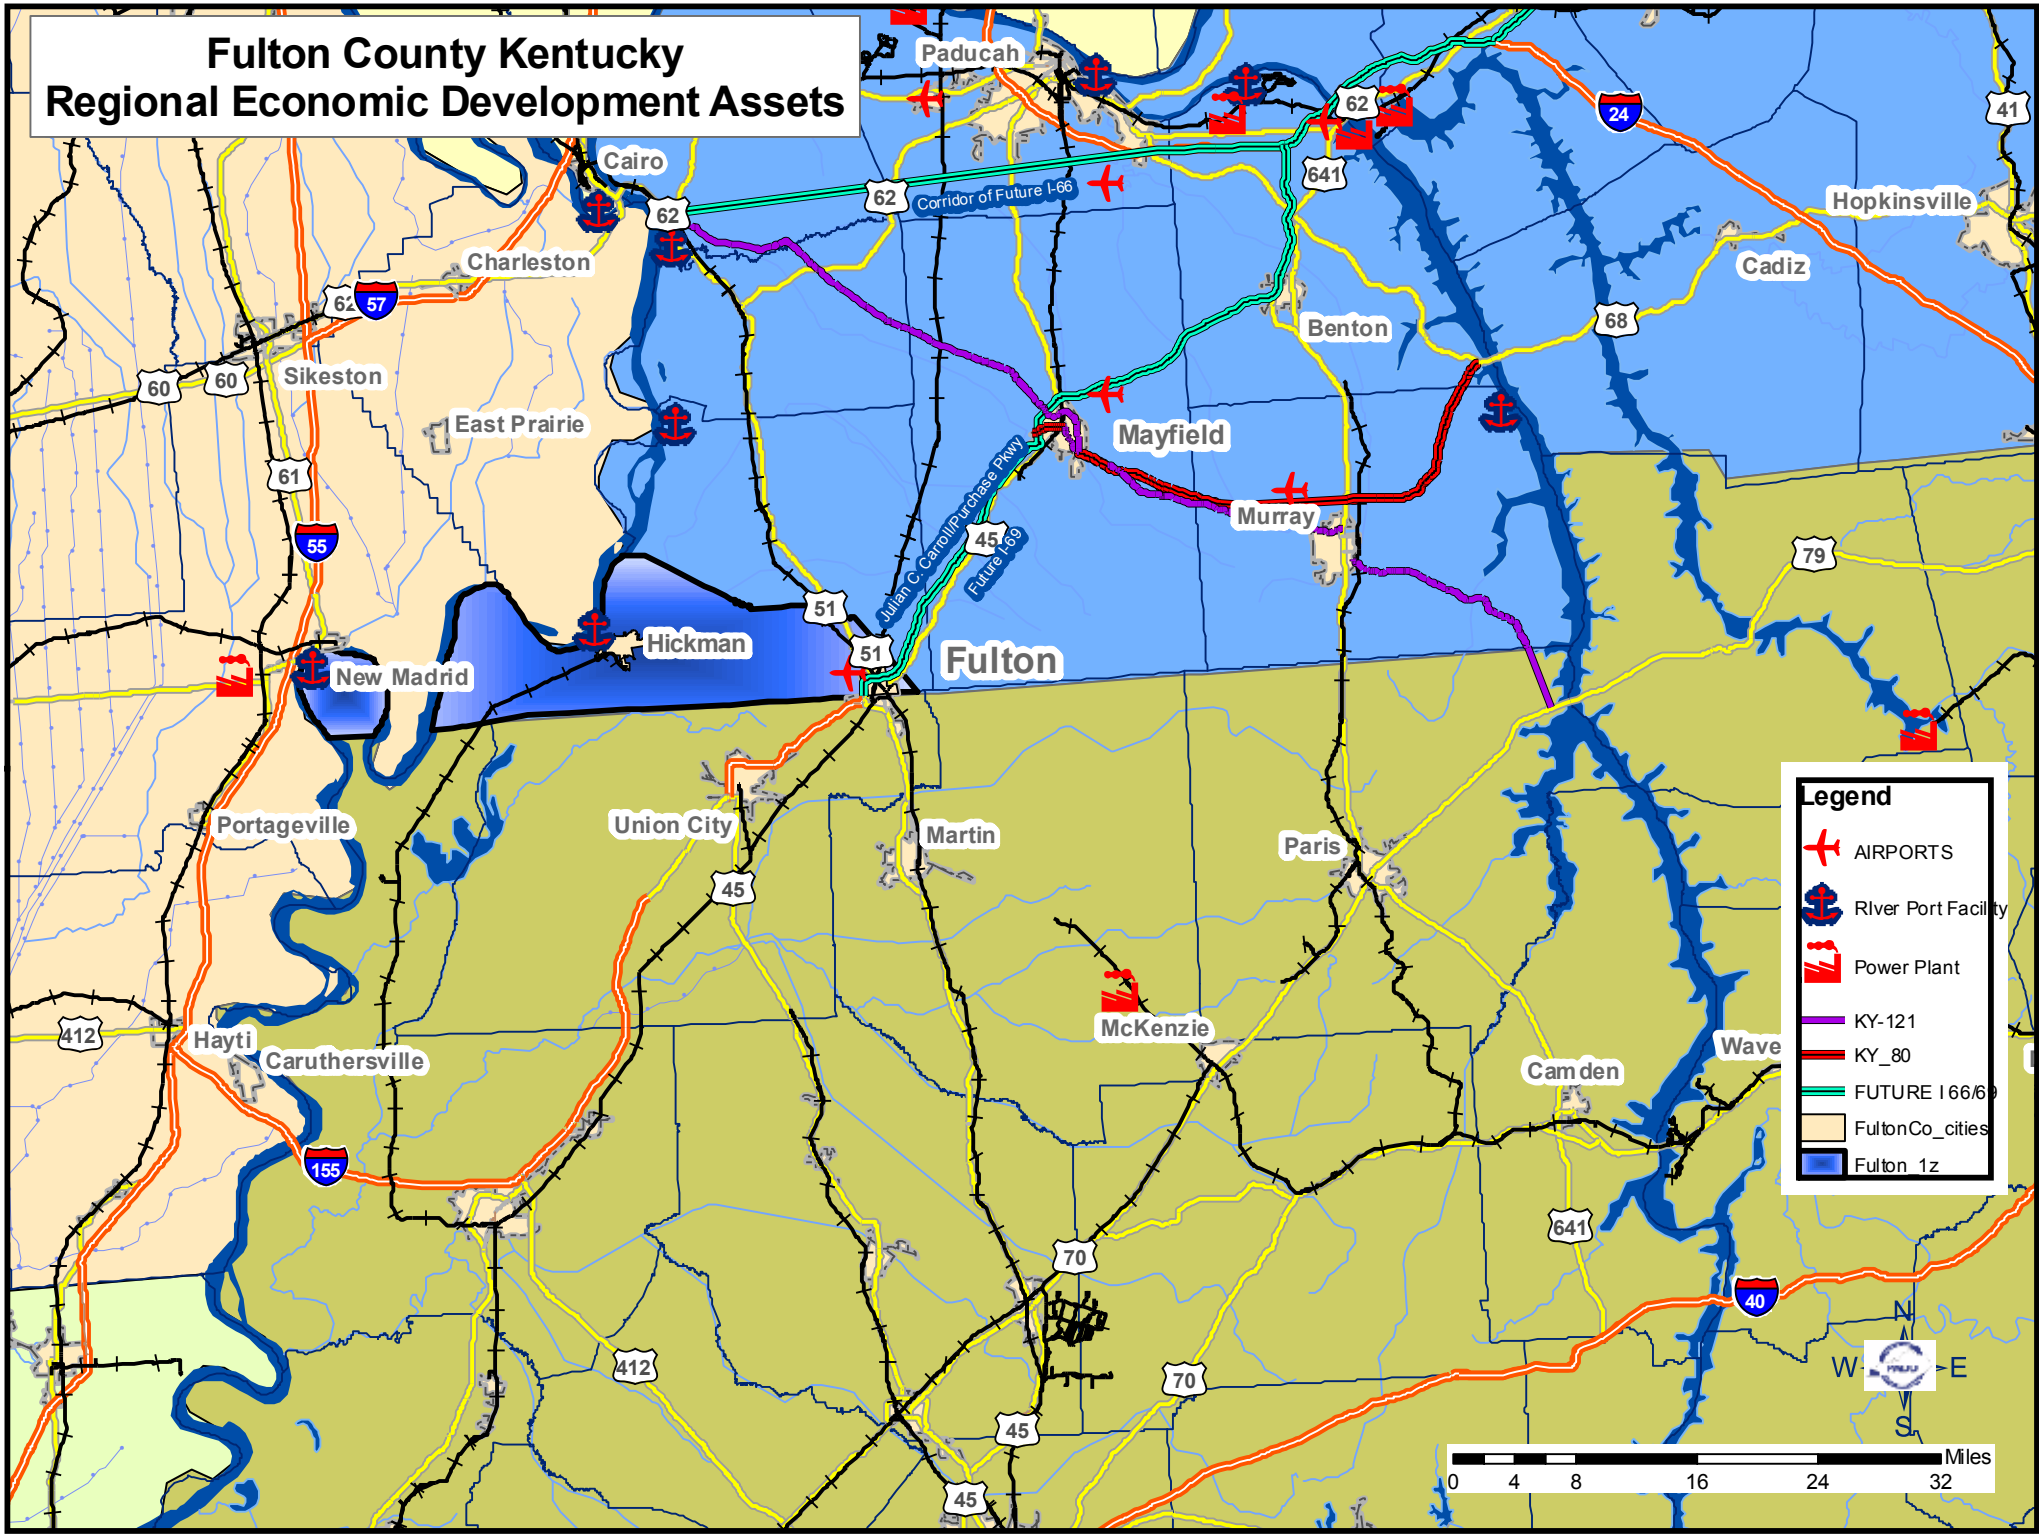 Fulton County Kentucky
Regional Economic Development Assets
Paducah
62
24
41
Cairo
641
62
62
Corridor of Future I-66
Hopkinsville
Charleston
Cadiz
62
57
Benton
68
Sikeston
60
60
East Prairie
Mayfield
61
Julian C. Carroll/Purchase Pkwy
Murray
55
45
Future I-69
79
51
Hickman
51
Fulton
New Madrid
Portageville
Union City
Martin
Paris
45
Legend
AIRPORTS
RIver Port Facility
Power Plant
KY-121
KY_80
FUTURE I 66/69
FultonCo_cities
Fulton_1z
McKenzie
412
Hayti
Caruthersville
Wave
Camden
155
641
70
40
412
70
45
45
N
W
E
S
Miles
0 4 8 16 24 32